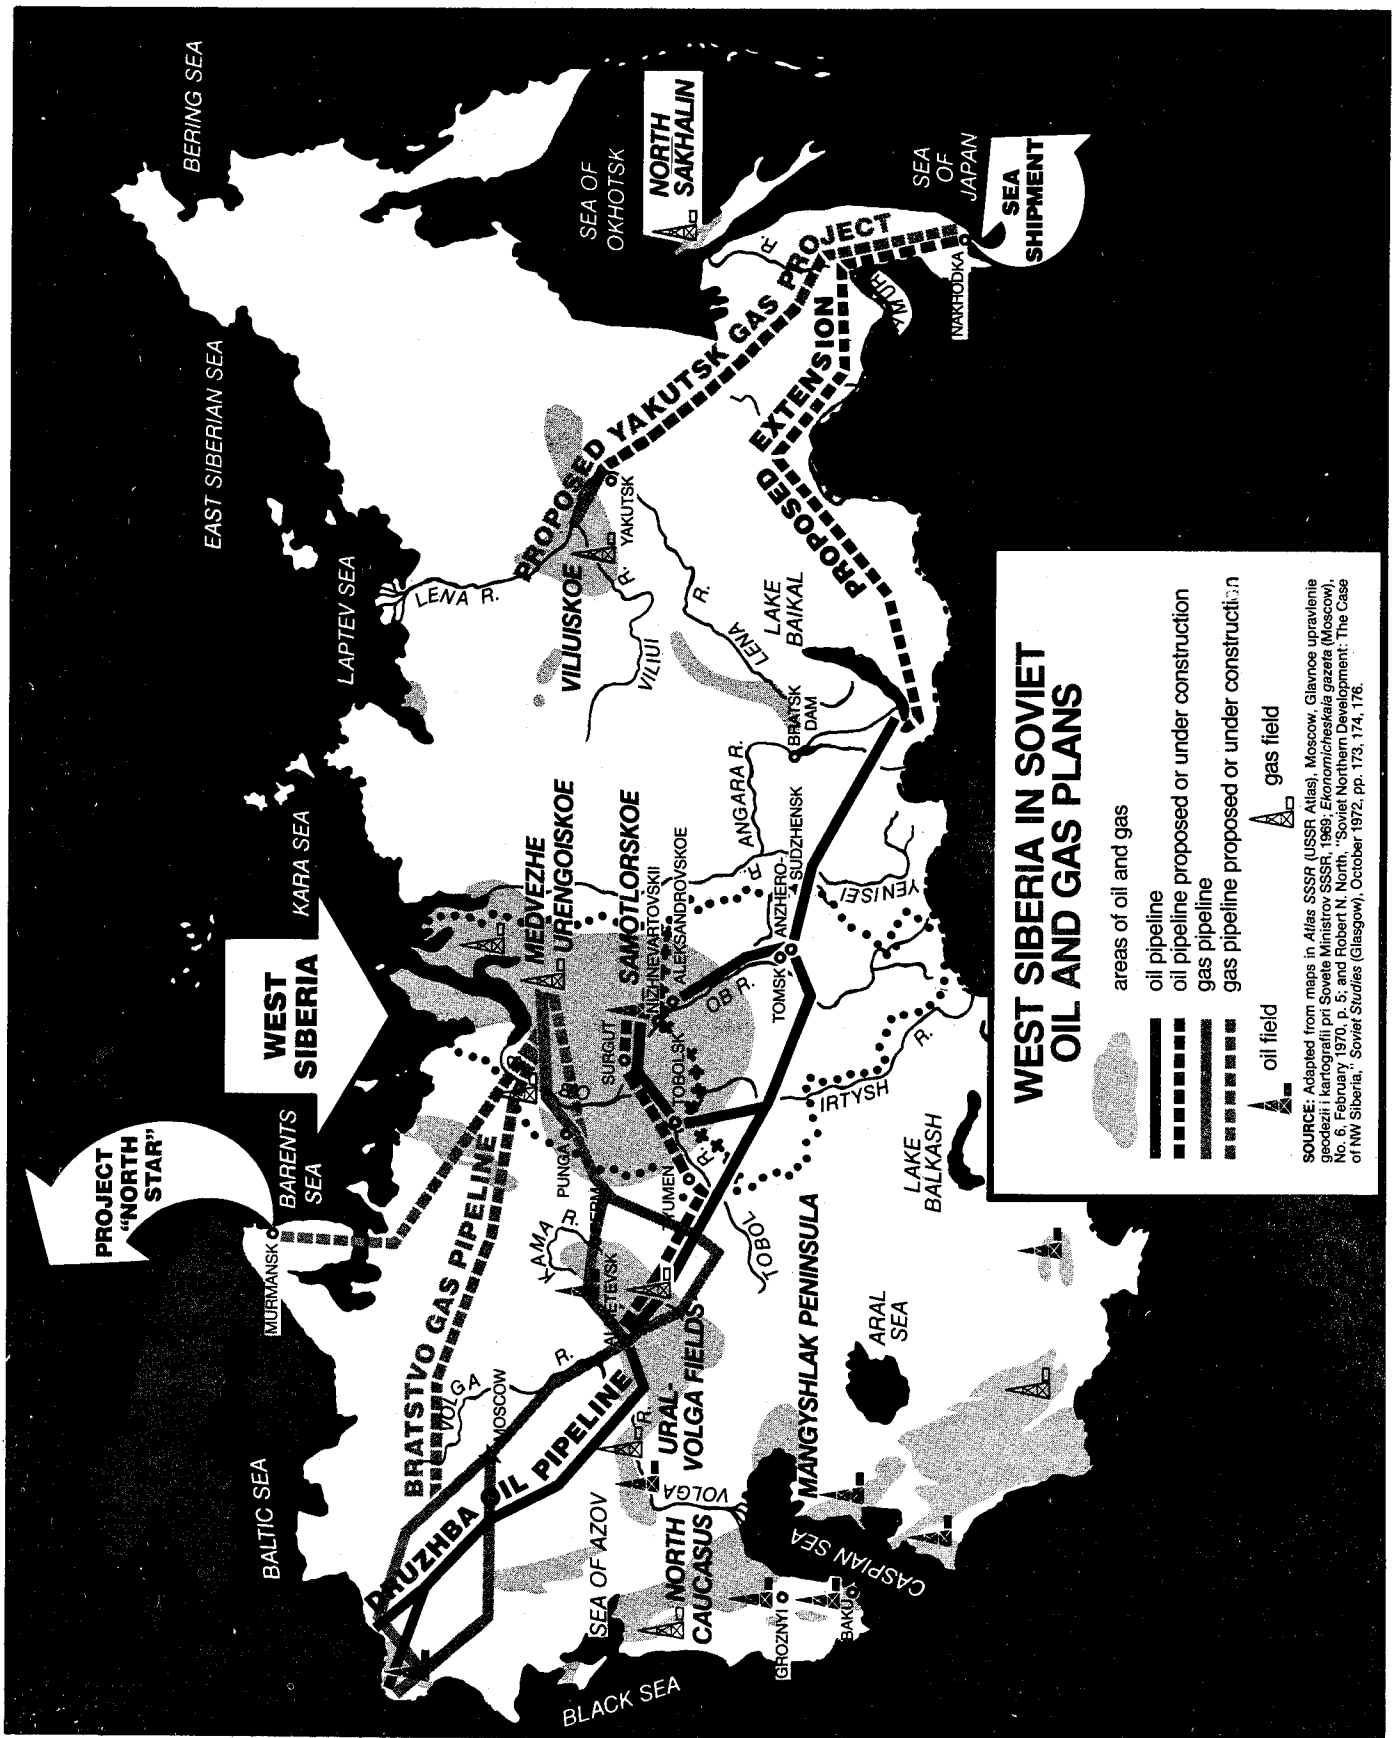 WEST SIBERIA IN SOVIET
OIL AND GAS PLANS
areas of oil and gas
oil pipeline
oil pipeline proposed or under construction
gas pipeline
gas pipeline proposed or under construction
oil field
gas field
SOURCE: Adapted from maps in Atlas SSSR (USSR Atlas), Moscow, Glavnoe upravlenie
geodezii i kartografii pri Sovete Ministrov SSSR, 1969; Ekonomicheskaia gazeta (Moscow),
No. 6, February 1970, p. 5; and Robert N. North, "Soviet Northern Development: The Case
of NW Siberia," Soviet Studies (Glasgow), October 1972, pp. 173, 174, 176.
PROJECT
"NORTH
STAR"
WEST
SIBERIA
BARENTS
SEA
KARA SEA
LAPTEV SEA
EAST SIBERIAN SEA
BERING SEA
SEA OF
OKHOTSK
NORTH
SAKHALIN
SEA
OF
JAPAN
SEA
SHIPMENT
NAKHODKA
AMUR
R.
PROPOSED YAKUTSK GAS PROJECT
PROPOSED EXTENSION
YAKUTSK
VILIUISKOE
VILIUI
R.
LENA R.
LENA
R.
LAKE
BAIKAL
BRATSK
DAM
ANGARA R.
YENISEI
R.
ANZHERO-
SUDZHENSK
TOMSK
OB R.
MEDVEZHE
URENGOISKOE
SAMOTLORSKOE
NIZHNEVARTOVSKII
ALEKSANDROVSKOE
SURGUT
TOBOLSK
IRTYSH
R.
TOBOL
R.
PUNGA
PERM
KAMA
R.
ALMETEVSK
MURMANSK
BRATSTVO GAS PIPELINE
VOLGA
R.
MOSCOW
DRUZHBA OIL PIPELINE
URAL-
VOLGA FIELDS
R.
VOLGA
MANGYSHLAK PENINSULA
ARAL
SEA
LAKE
BALKASH
BALTIC SEA
SEA OF AZOV
NORTH
CAUCASUS
GROZNYI
BAKU
CASPIAN SEA
BLACK SEA